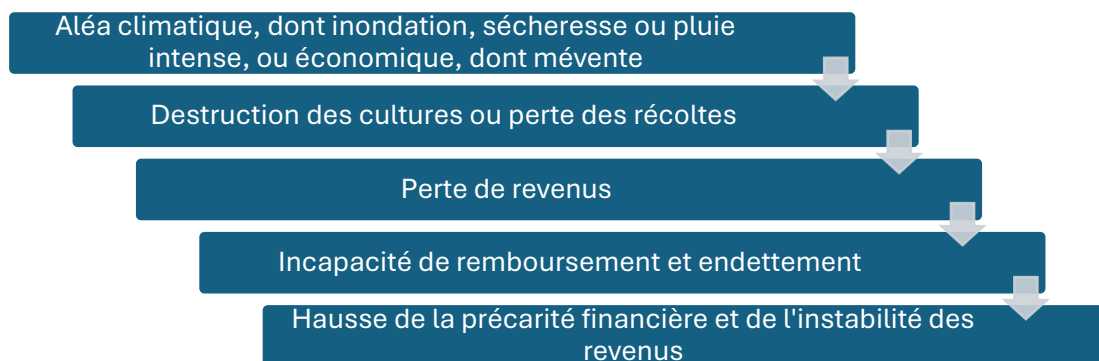 Aléa climatique, dont inondation, sécheresse ou pluie
intense, ou économique, dont mévente
Destruction des cultures ou perte des récoltes
Perte de revenus
Incapacité de remboursement et endettement
Hausse de la précarité financière et de l'instabilité des
revenus